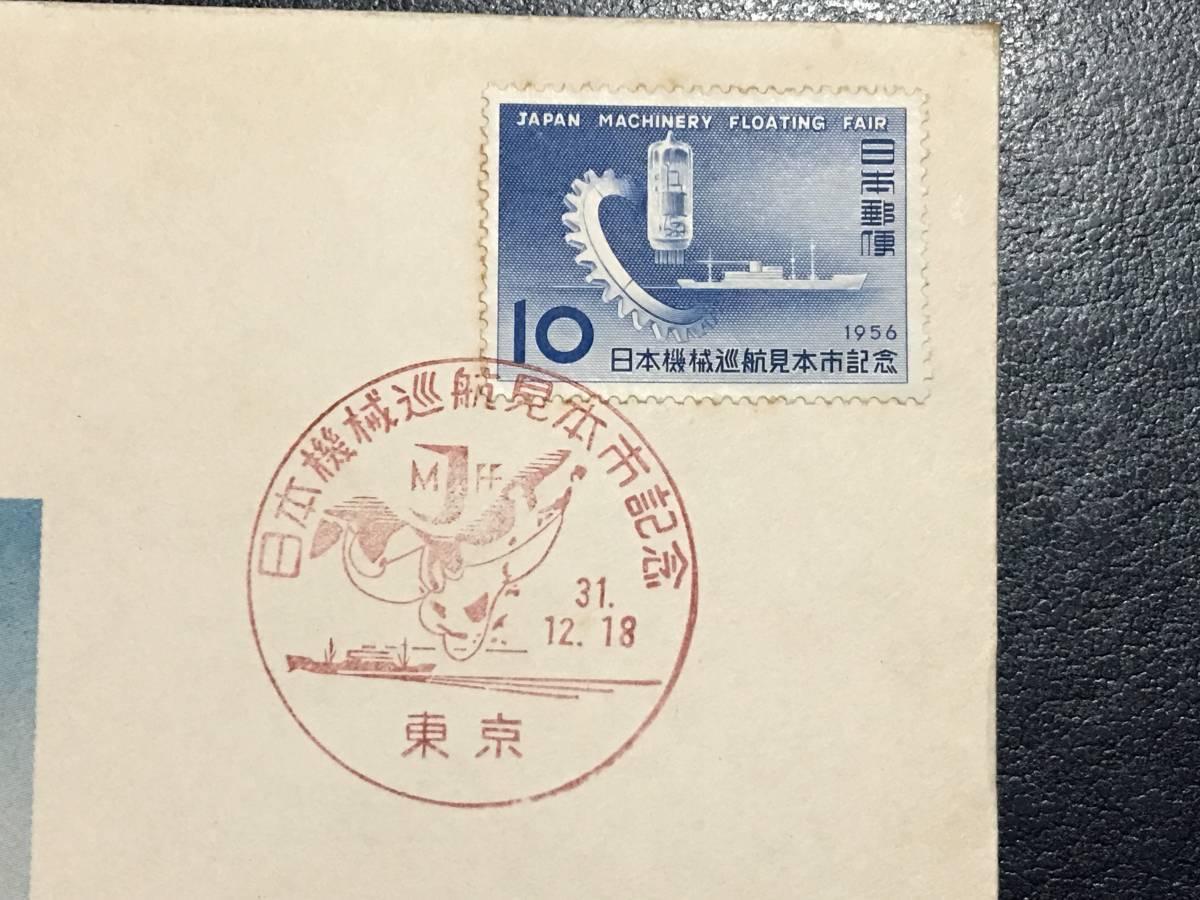 JAPAN MACHINERY FLOATING FAIR
日本郵便
10
1956
日本機械巡航見本市記念
日本機械巡航見本市記念
M J FF
31.
12.18
東京